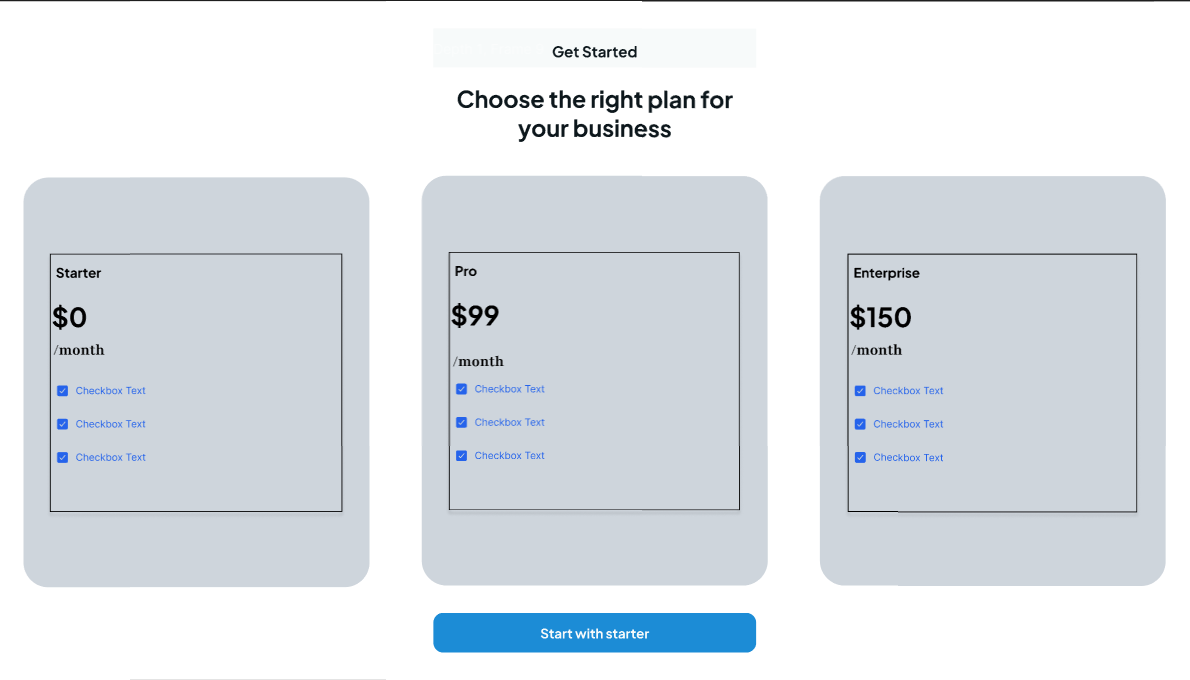 Get Started
Choose the right plan for
your business
Starter
$0
/month
Checkbox Text
Checkbox Text
Checkbox Text
Pro
$99
/month
Checkbox Text
Checkbox Text
Checkbox Text
Enterprise
$150
/month
Checkbox Text
Checkbox Text
Checkbox Text
Start with starter